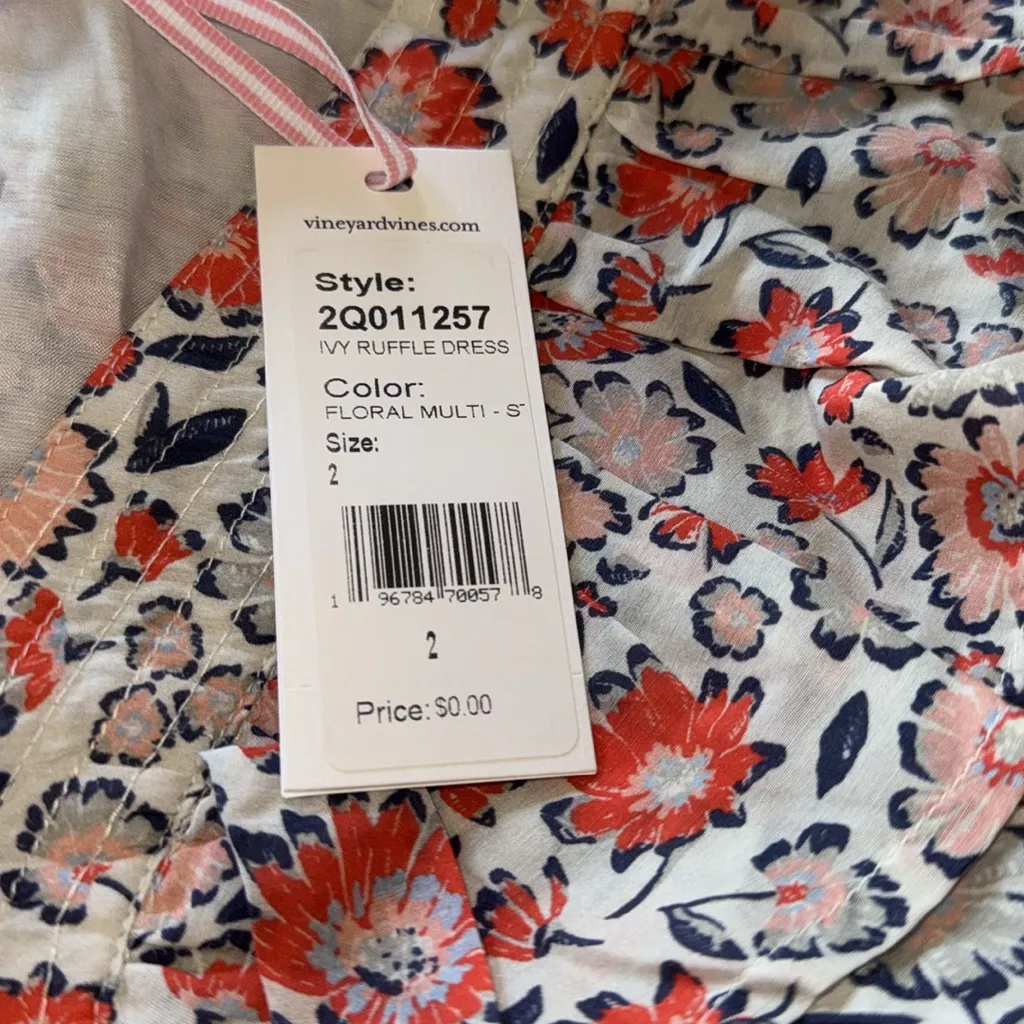 vineyardvines.com
Style:
2Q011257
IVY RUFFLE DRESS
Color:
FLORAL MULTI - S
Size:
2
1 96784 70057 8
2
Price: $0.00